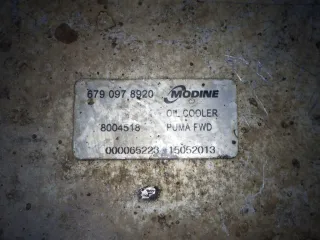 679 097 8920 MODINE
OIL COOLER
8004518 PUMA FWD
000065223 15052013